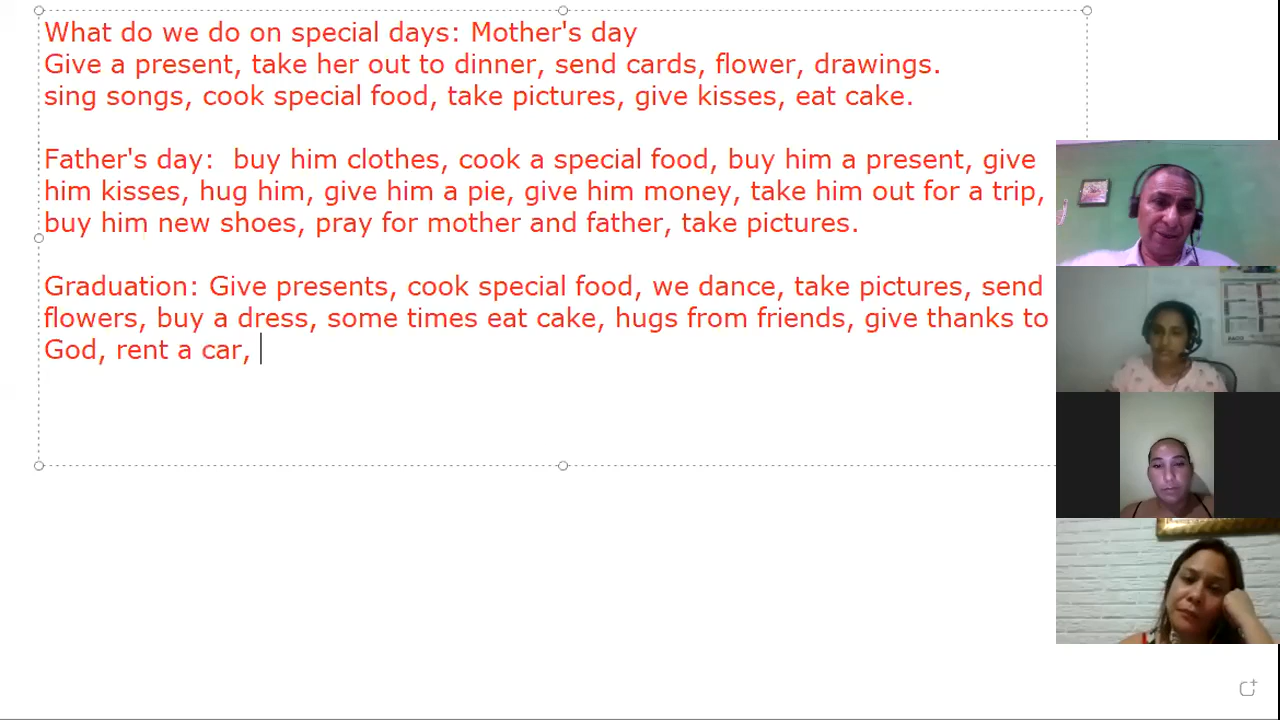 What do we do on special days: Mother's day
Give a present, take her out to dinner, send cards, flower, drawings.
sing songs, cook special food, take pictures, give kisses, eat cake.
Father's day:  buy him clothes, cook a special food, buy him a present, give
him kisses, hug him, give him a pie, give him money, take him out for a trip,
buy him new shoes, pray for mother and father, take pictures.
Graduation: Give presents, cook special food, we dance, take pictures, send
flowers, buy a dress, some times eat cake, hugs from friends, give thanks to
God, rent a car,